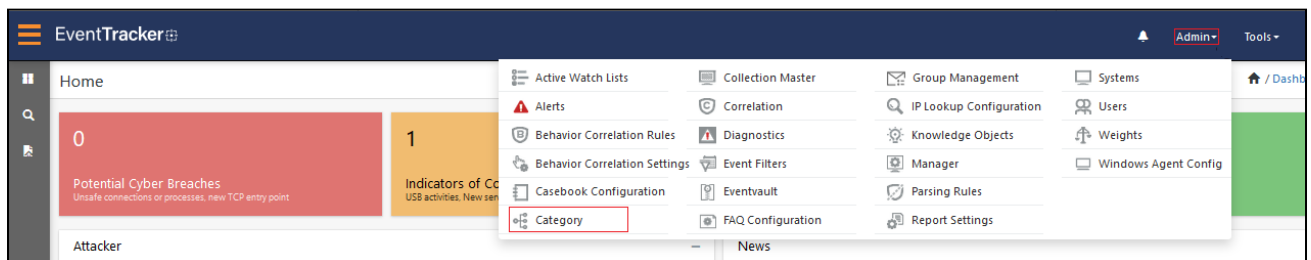 EventTracker
Admin
Tools
Home
/ Dashb
Active Watch Lists
Collection Master
Group Management
Systems
Alerts
Correlation
IP Lookup Configuration
Users
Behavior Correlation Rules
Diagnostics
Knowledge Objects
Weights
Behavior Correlation Settings
Event Filters
Manager
Windows Agent Config
Casebook Configuration
Eventvault
Parsing Rules
Category
FAQ Configuration
Report Settings
0
Potential Cyber Breaches
Unsafe connections or processes, new TCP entry point
1
Indicators of Co
USB activities, New ser
Attacker
News